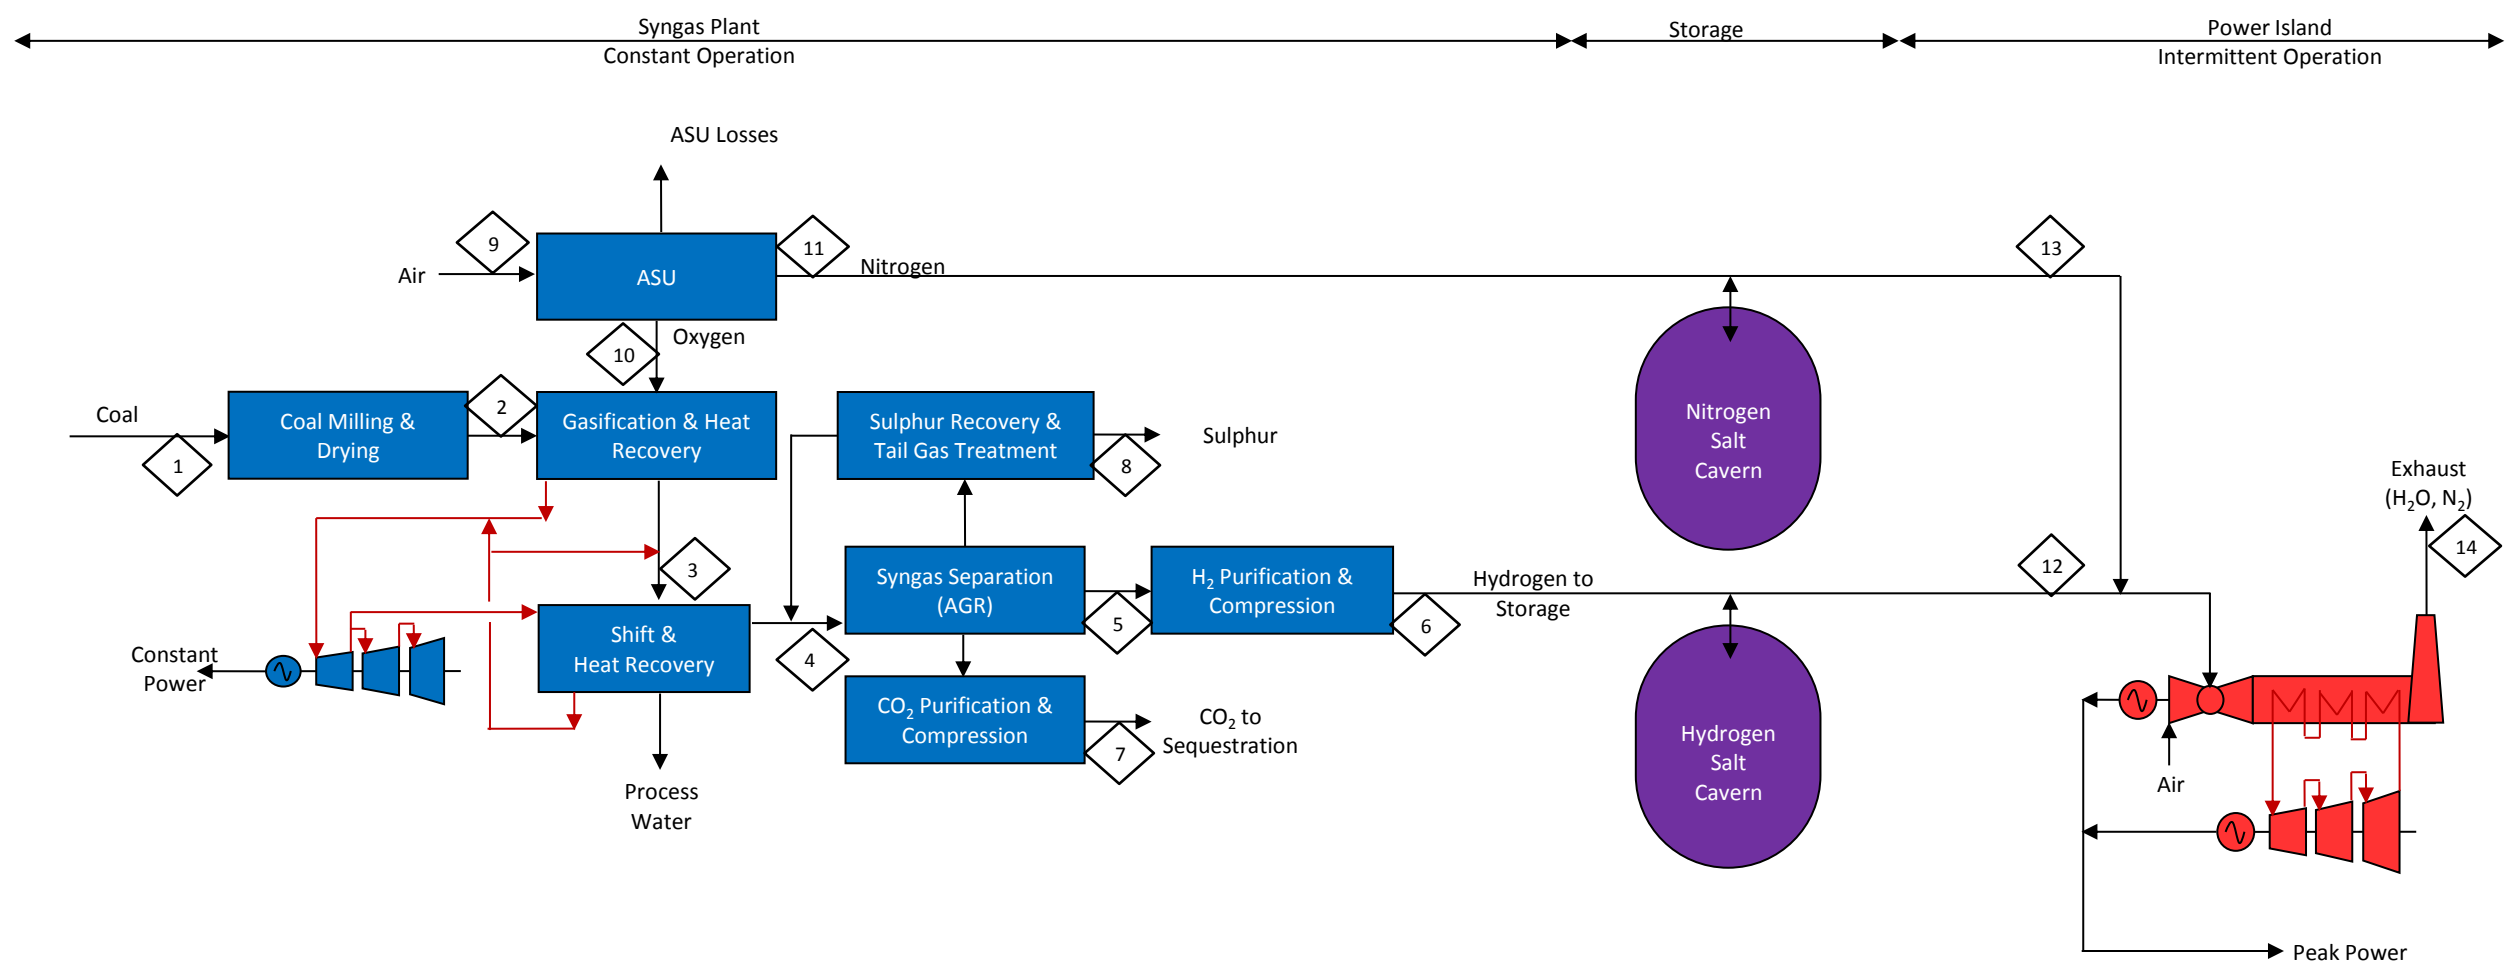 Syngas Plant
Constant Operation
Storage
Power Island
Intermittent Operation
ASU Losses
9
11
13
Air
ASU
Nitrogen
10
Oxygen
Coal
1
Coal Milling &
Drying
2
Gasification & Heat
Recovery
Sulphur Recovery &
Tail Gas Treatment
8
Sulphur
Nitrogen
Salt
Cavern
Exhaust
(H₂O, N₂)
14
3
Syngas Separation
(AGR)
5
H₂ Purification &
Compression
6
Hydrogen to
Storage
12
Shift &
Heat Recovery
4
Constant
Power
CO₂ Purification &
Compression
7
CO₂ to
Sequestration
Hydrogen
Salt
Cavern
Air
Process
Water
Peak Power